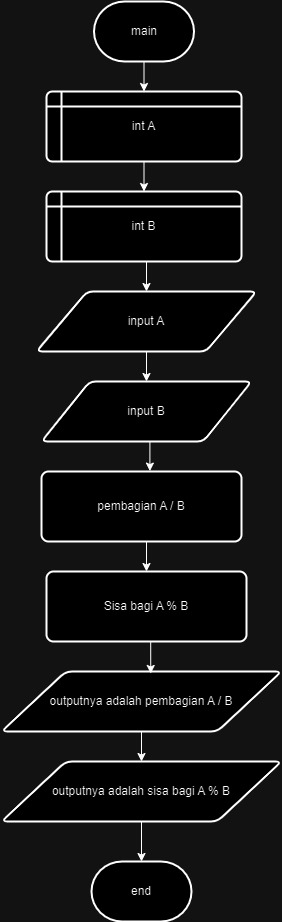 main
int A
int B
input A
input B
pembagian A / B
Sisa bagi A % B
outputnya adalah pembagian A / B
outputnya adalah sisa bagi A % B
end